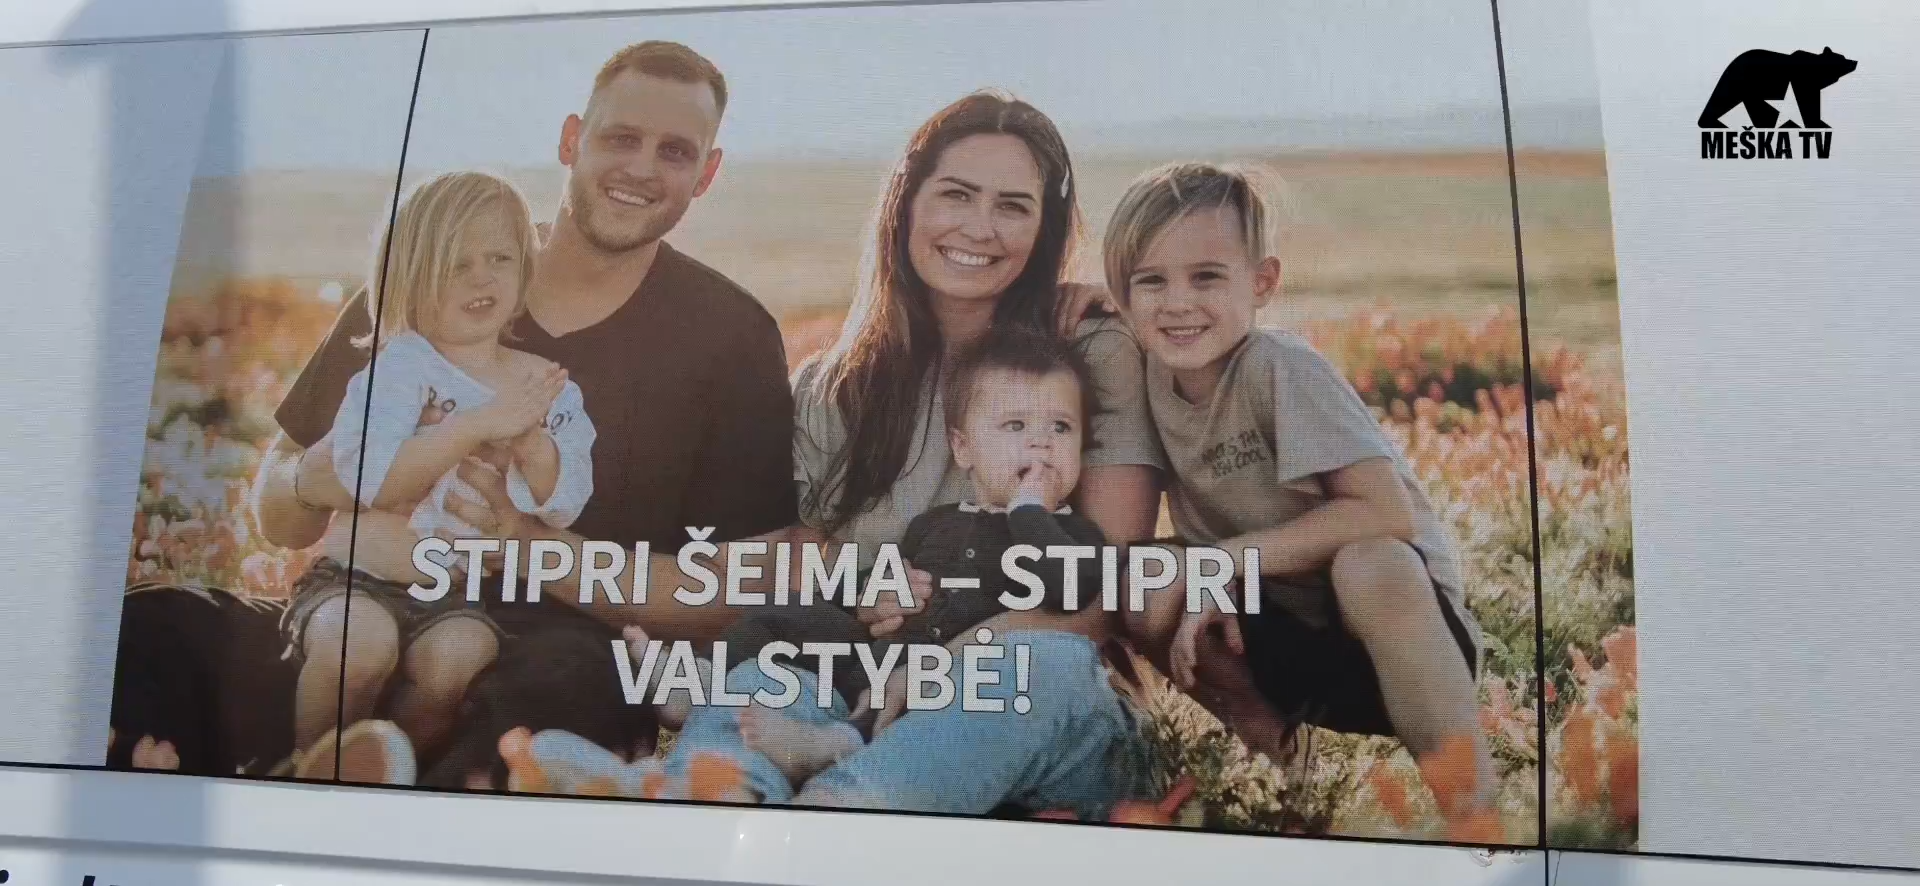 MEŠKA TV
STIPRI ŠEIMA – STIPRI
VALSTYBĖ!